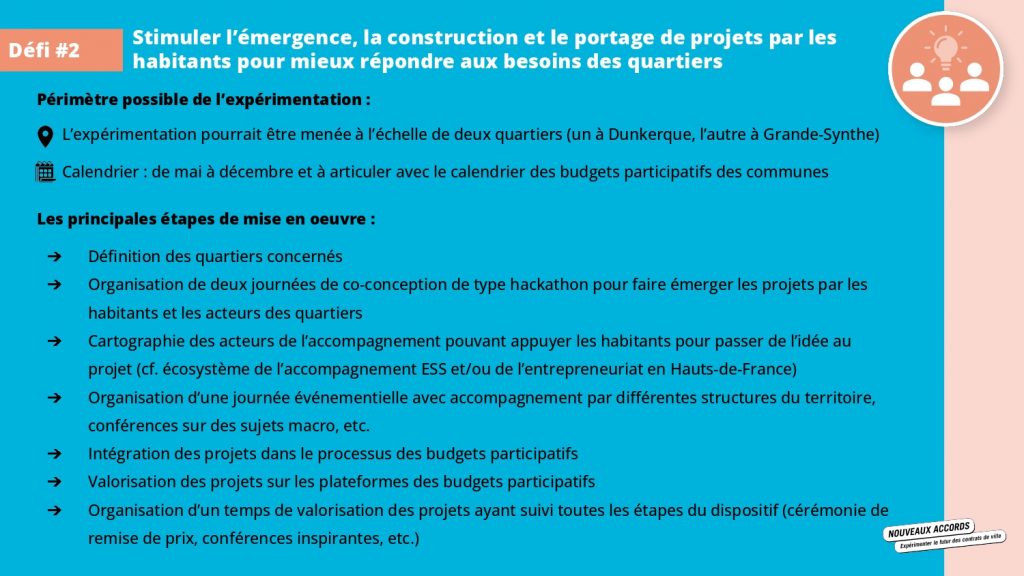 Défi #2
Stimuler l’émergence, la construction et le portage de projets par les
habitants pour mieux répondre aux besoins des quartiers
Périmètre possible de l’expérimentation :
L’expérimentation pourrait être menée à l’échelle de deux quartiers (un à Dunkerque, l’autre à Grande-Synthe)
Calendrier : de mai à décembre et à articuler avec le calendrier des budgets participatifs des communes
Les principales étapes de mise en oeuvre :
➔ Définition des quartiers concernés
➔ Organisation de deux journées de co-conception de type hackathon pour faire émerger les projets par les
habitants et les acteurs des quartiers
➔ Cartographie des acteurs de l’accompagnement pouvant appuyer les habitants pour passer de l’idée au
projet (cf. écosystème de l’accompagnement ESS et/ou de l’entrepreneuriat en Hauts-de-France)
➔ Organisation d’une journée événementielle avec accompagnement par différentes structures du territoire,
conférences sur des sujets macro, etc.
➔ Intégration des projets dans le processus des budgets participatifs
➔ Valorisation des projets sur les plateformes des budgets participatifs
➔ Organisation d’un temps de valorisation des projets ayant suivi toutes les étapes du dispositif (cérémonie de
remise de prix, conférences inspirantes, etc.)
NOUVEAUX ACCORDS
Expérimenter le futur des contrats de ville